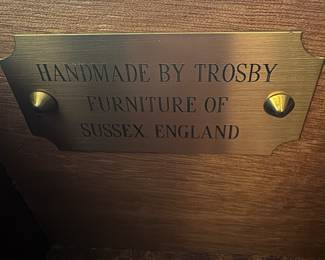 HANDMADE BY TROSBY
FURNITURE OF
SUSSEX ENGLAND